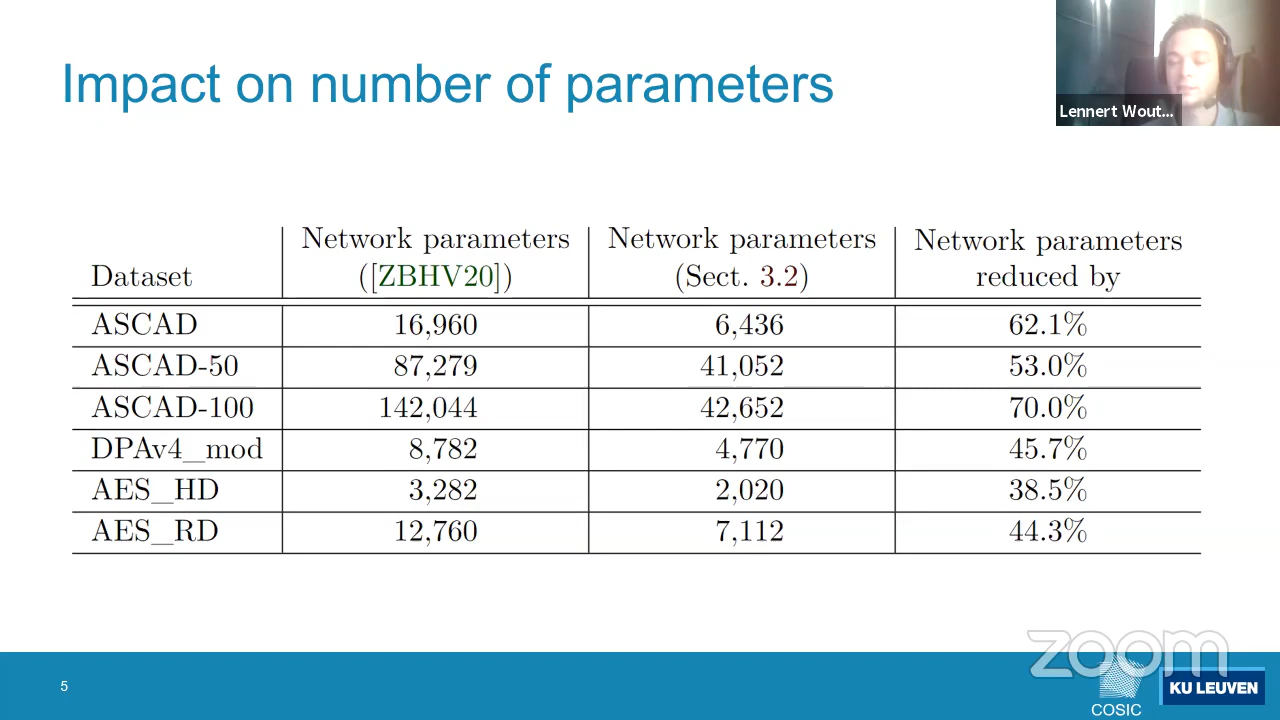 Impact on number of parameters
Lennert Wout...
Dataset | Network parameters ([ZBHV20]) | Network parameters (Sect. 3.2) | Network parameters reduced by
ASCAD | 16,960 | 6,436 | 62.1%
ASCAD-50 | 87,279 | 41,052 | 53.0%
ASCAD-100 | 142,044 | 42,652 | 70.0%
DPAv4_mod | 8,782 | 4,770 | 45.7%
AES_HD | 3,282 | 2,020 | 38.5%
AES_RD | 12,760 | 7,112 | 44.3%
zoom
5
COSIC
KU LEUVEN